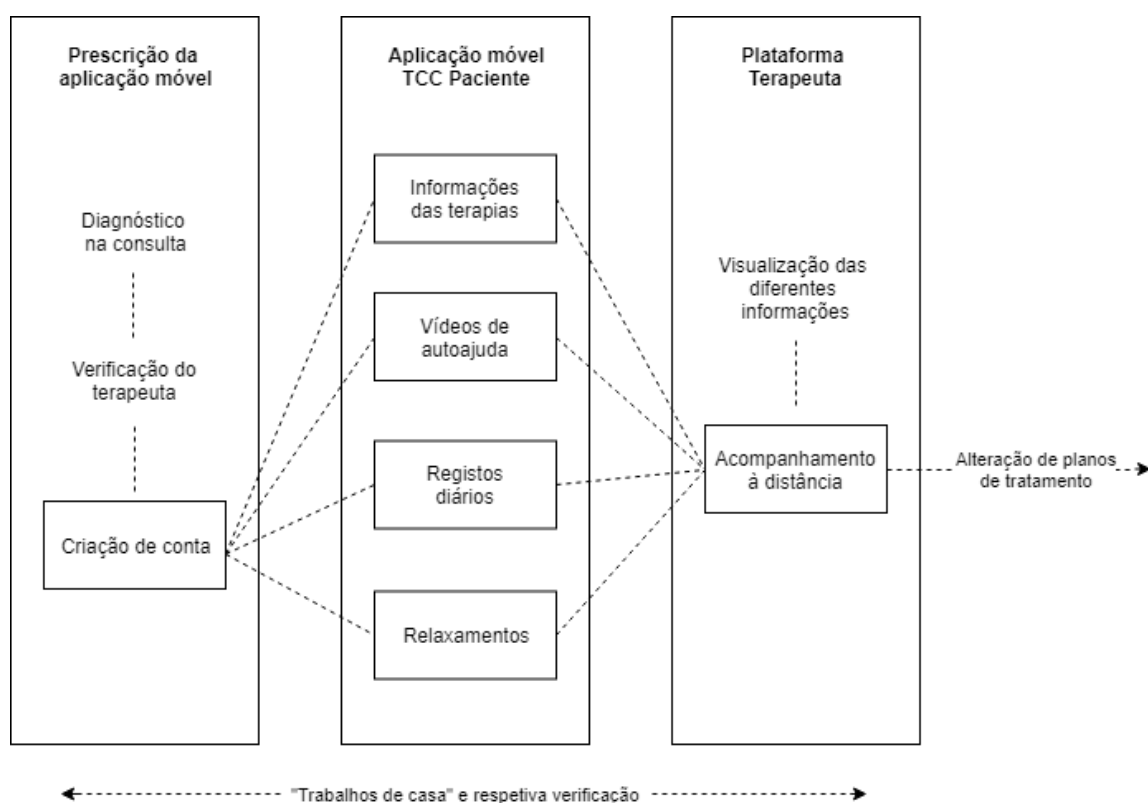 Prescrição da
aplicação móvel
Diagnóstico
na consulta
Verificação do
terapeuta
Criação de conta
Aplicação móvel
TCC Paciente
Informações
das terapias
Vídeos de
autoajuda
Registos
diários
Relaxamentos
Plataforma
Terapeuta
Visualização das
diferentes
informações
Acompanhamento
à distância
Alteração de planos
de tratamento
"Trabalhos de casa" e respetiva verificação